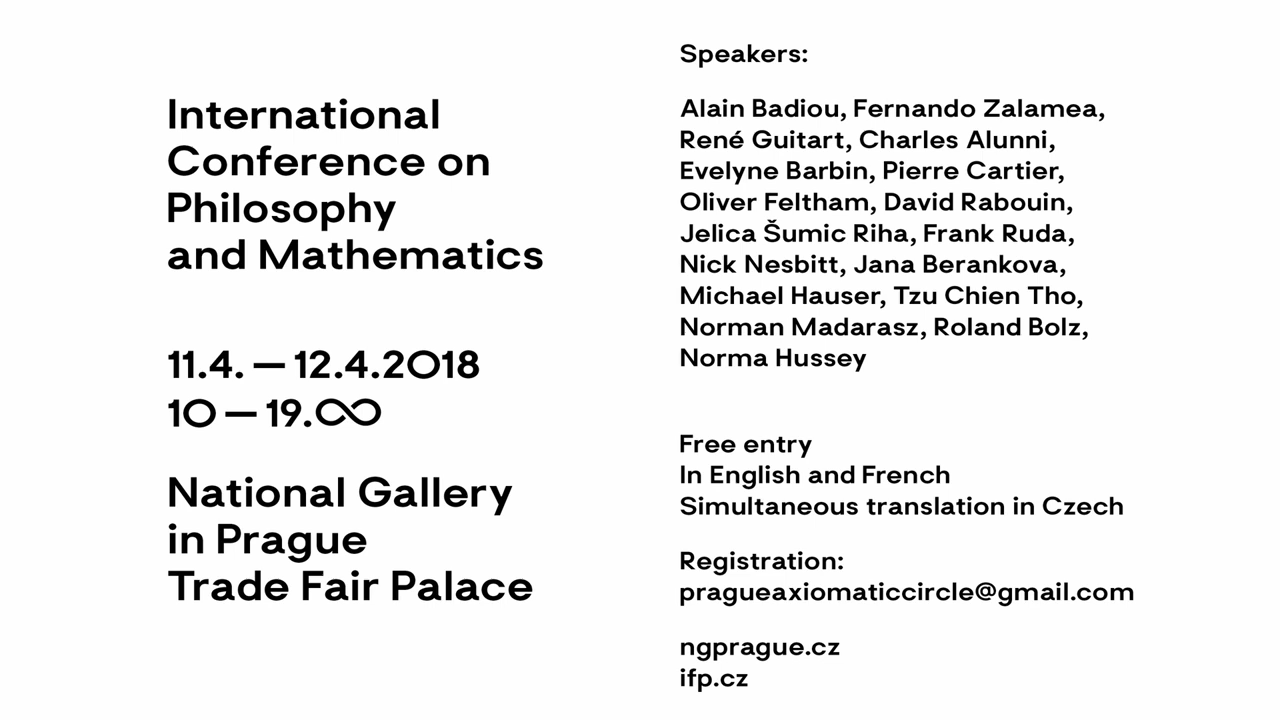 International
Conference on
Philosophy
and Mathematics
11.4. — 12.4.2018
10 — 19.∞
National Gallery
in Prague
Trade Fair Palace
Speakers:
Alain Badiou, Fernando Zalamea,
René Guitart, Charles Alunni,
Evelyne Barbin, Pierre Cartier,
Oliver Feltham, David Rabouin,
Jelica Šumic Riha, Frank Ruda,
Nick Nesbitt, Jana Berankova,
Michael Hauser, Tzu Chien Tho,
Norman Madarasz, Roland Bolz,
Norma Hussey
Free entry
In English and French
Simultaneous translation in Czech
Registration:
pragueaxiomaticcircle@gmail.com
ngprague.cz
ifp.cz